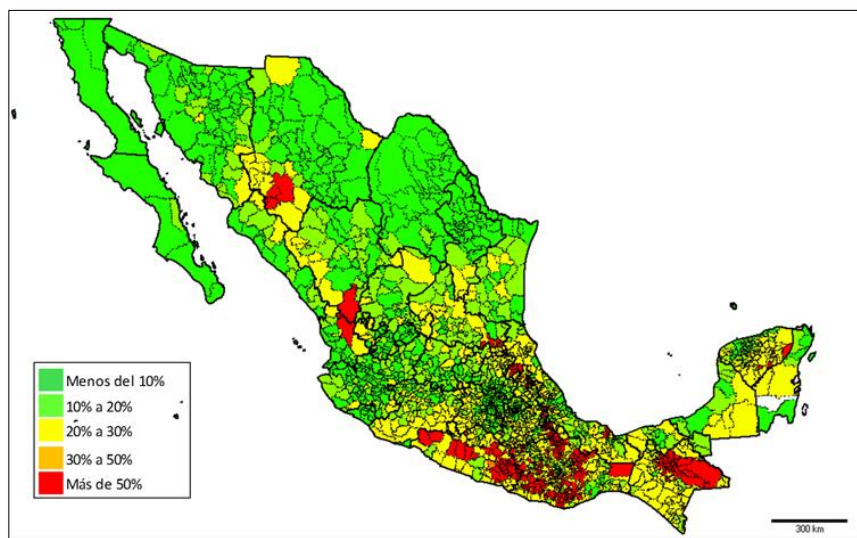 Menos del 10%
10% a 20%
20% a 30%
30% a 50%
Más de 50%
300 km